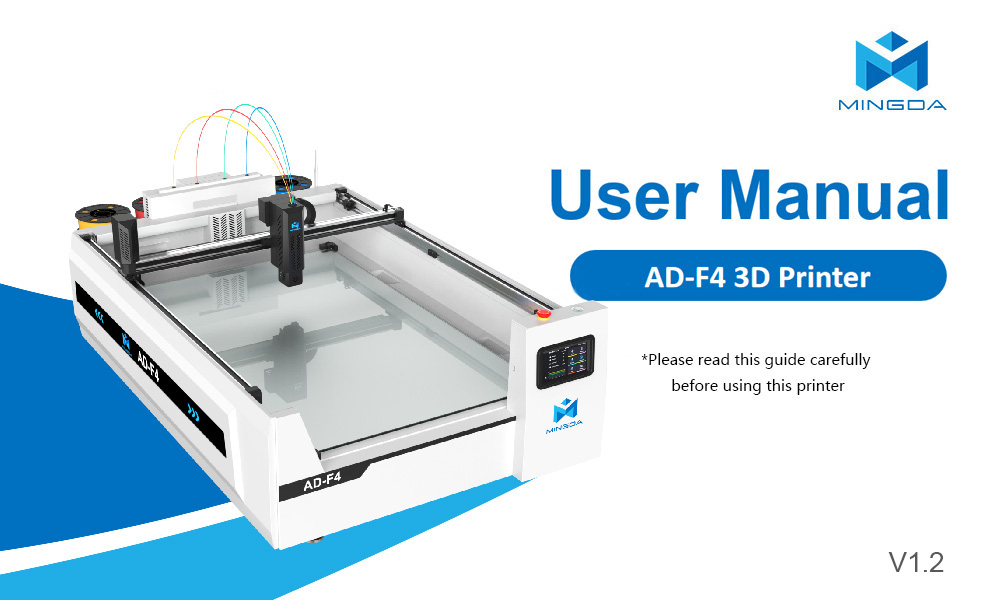 MINGDA
User Manual
AD-F4 3D Printer
*Please read this guide carefully
before using this printer
AD-F4
MINGDA
AD-F4
V1.2